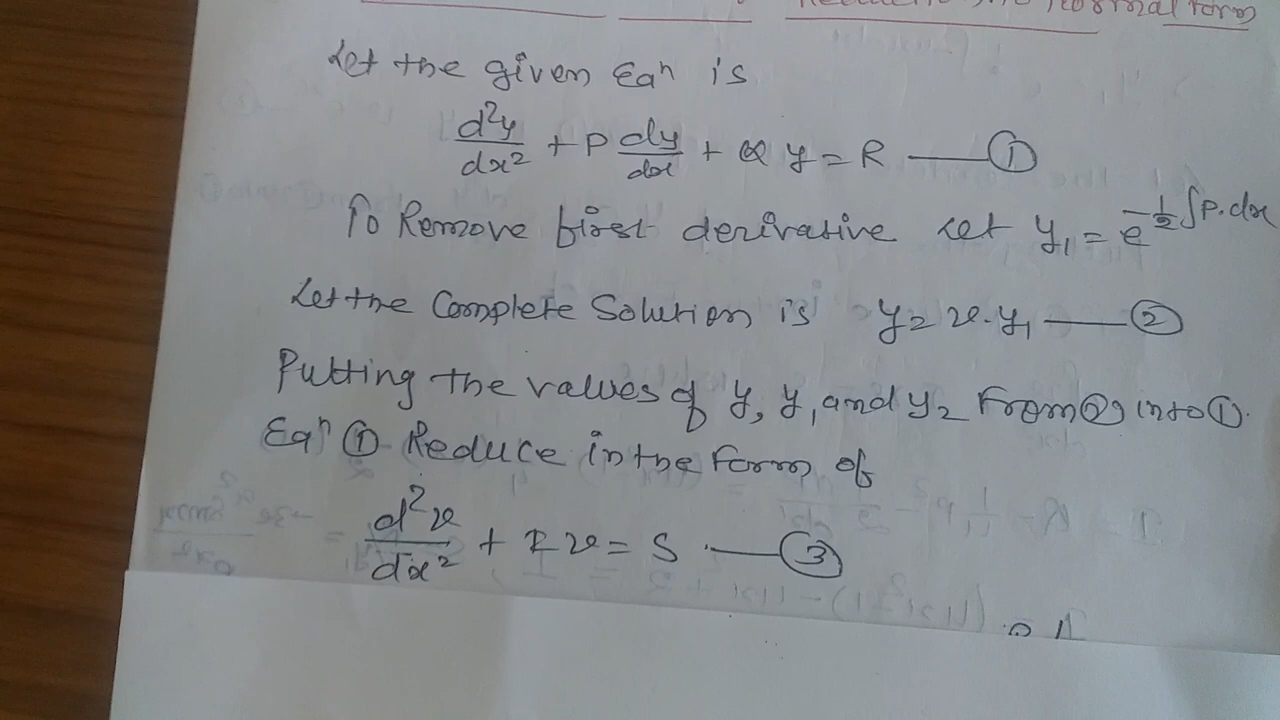 Normal form
Let the given Eqⁿ is
d²y/dx² + P dy/dx + Q y = R — ①
To Remove first derivative Let y₁ = e^(-½∫P.dx)
Let the Complete Solution is y = v.y₁ — ②
Putting the values of y, y₁ and y₂ From ② into ①.
Eqⁿ ① Reduce in the Form of
d²v/dx² + I v = S. — ③